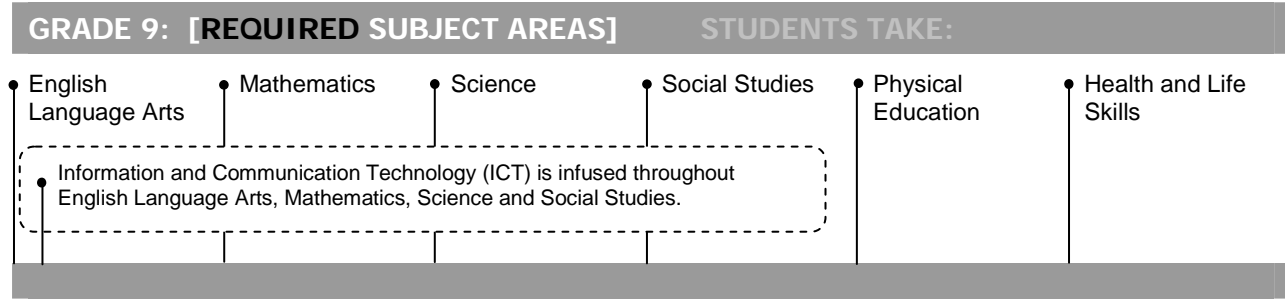 GRADE 9: [REQUIRED SUBJECT AREAS] STUDENTS TAKE:
English
Language Arts
Mathematics
Science
Social Studies
Physical
Education
Health and Life
Skills
Information and Communication Technology (ICT) is infused throughout
English Language Arts, Mathematics, Science and Social Studies.